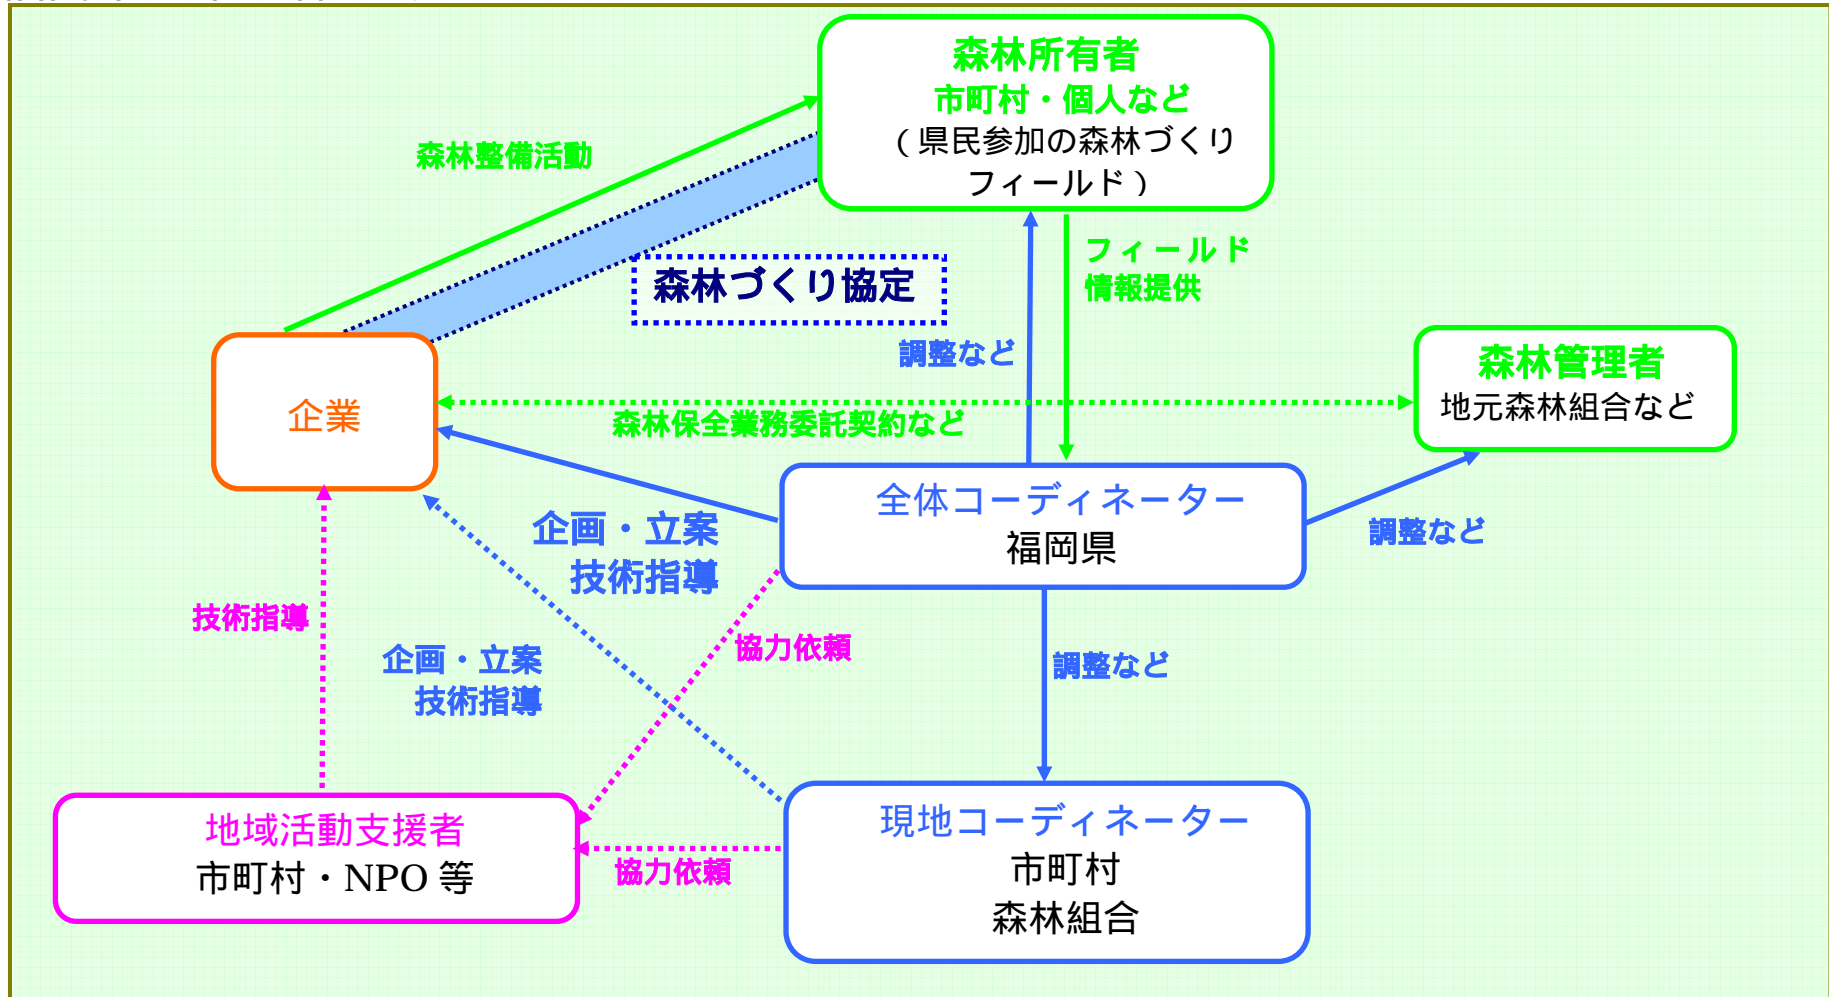 森林所有者
市町村・個人など
（県民参加の森林づくり
フィールド）
森林整備活動
フィールド
情報提供
森林づくり協定
調整など
企業
森林管理者
地元森林組合など
森林保全業務委託契約など
全体コーディネーター
福岡県
企画・立案
技術指導
調整など
技術指導
協力依頼
企画・立案
技術指導
調整など
地域活動支援者
市町村・NPO 等
協力依頼
現地コーディネーター
市町村
森林組合